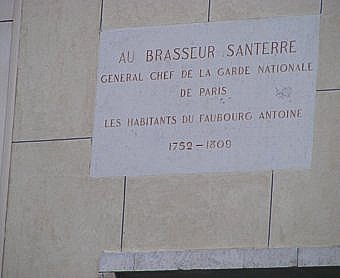 AU BRASSEUR SANTERRE
GENERAL CHEF DE LA GARDE NATIONALE
DE PARIS
LES HABITANTS DU FAUBOURG ANTOINE
1752-1809